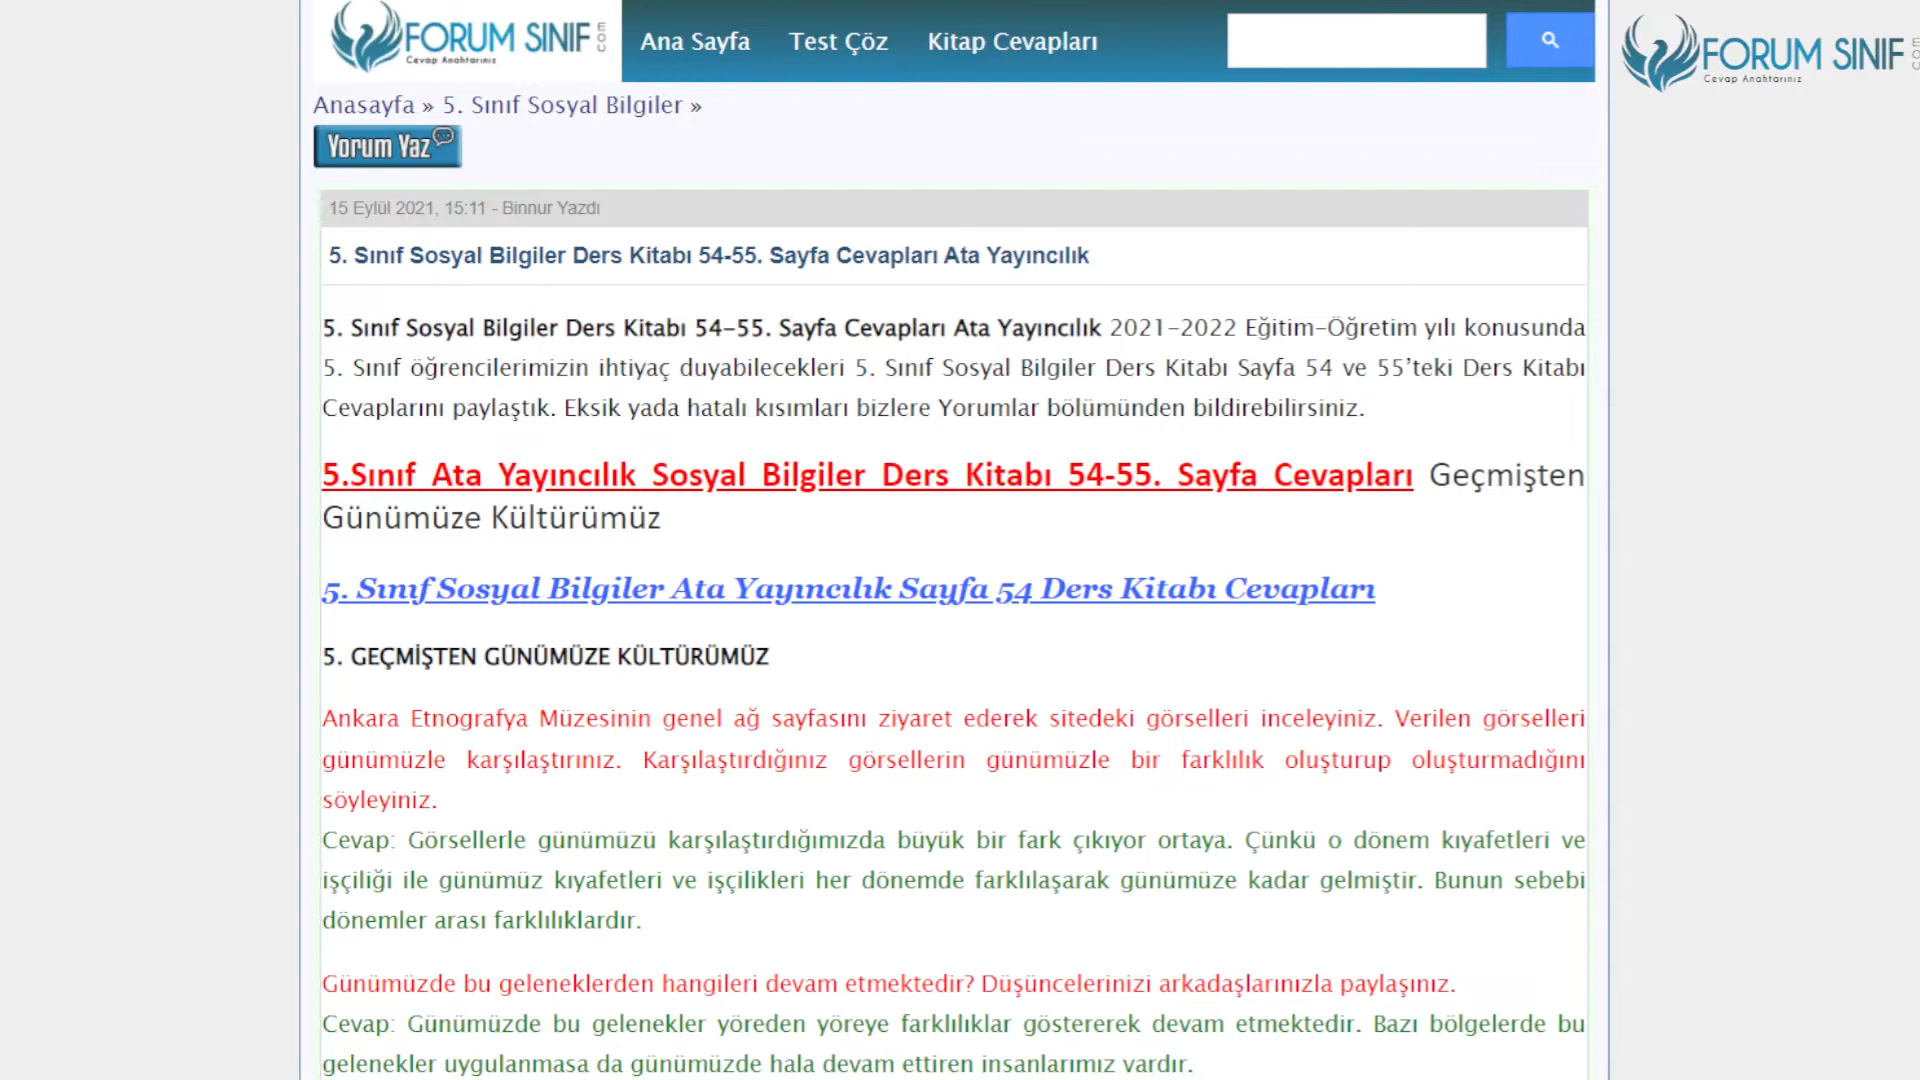 FORUM SINIF com
Cevap Anahtarınız
Ana Sayfa Test Çöz Kitap Cevapları
FORUM SINIF com
Cevap Anahtarınız
Anasayfa » 5. Sınıf Sosyal Bilgiler »
Yorum Yaz
15 Eylül 2021, 15:11 - Binnur Yazdı
5. Sınıf Sosyal Bilgiler Ders Kitabı 54-55. Sayfa Cevapları Ata Yayıncılık
5. Sınıf Sosyal Bilgiler Ders Kitabı 54-55. Sayfa Cevapları Ata Yayıncılık 2021-2022 Eğitim-Öğretim yılı konusunda
5. Sınıf öğrencilerimizin ihtiyaç duyabilecekleri 5. Sınıf Sosyal Bilgiler Ders Kitabı Sayfa 54 ve 55’teki Ders Kitabı
Cevaplarını paylaştık. Eksik yada hatalı kısımları bizlere Yorumlar bölümünden bildirebilirsiniz.
5.Sınıf Ata Yayıncılık Sosyal Bilgiler Ders Kitabı 54-55. Sayfa Cevapları Geçmişten
Günümüze Kültürümüz
5. Sınıf Sosyal Bilgiler Ata Yayıncılık Sayfa 54 Ders Kitabı Cevapları
5. GEÇMİŞTEN GÜNÜMÜZE KÜLTÜRÜMÜZ
Ankara Etnografya Müzesinin genel ağ sayfasını ziyaret ederek sitedeki görselleri inceleyiniz. Verilen görselleri
günümüzle karşılaştırınız. Karşılaştırdığınız görsellerin günümüzle bir farklılık oluşturup oluşturmadığını
söyleyiniz.
Cevap: Görsellerle günümüzü karşılaştırdığımızda büyük bir fark çıkıyor ortaya. Çünkü o dönem kıyafetleri ve
işçiliği ile günümüz kıyafetleri ve işçilikleri her dönemde farklılaşarak günümüze kadar gelmiştir. Bunun sebebi
dönemler arası farklılıklardır.
Günümüzde bu geleneklerden hangileri devam etmektedir? Düşüncelerinizi arkadaşlarınızla paylaşınız.
Cevap: Günümüzde bu gelenekler yöreden yöreye farklılıklar göstererek devam etmektedir. Bazı bölgelerde bu
gelenekler uygulanmasa da günümüzde hala devam ettiren insanlarımız vardır.